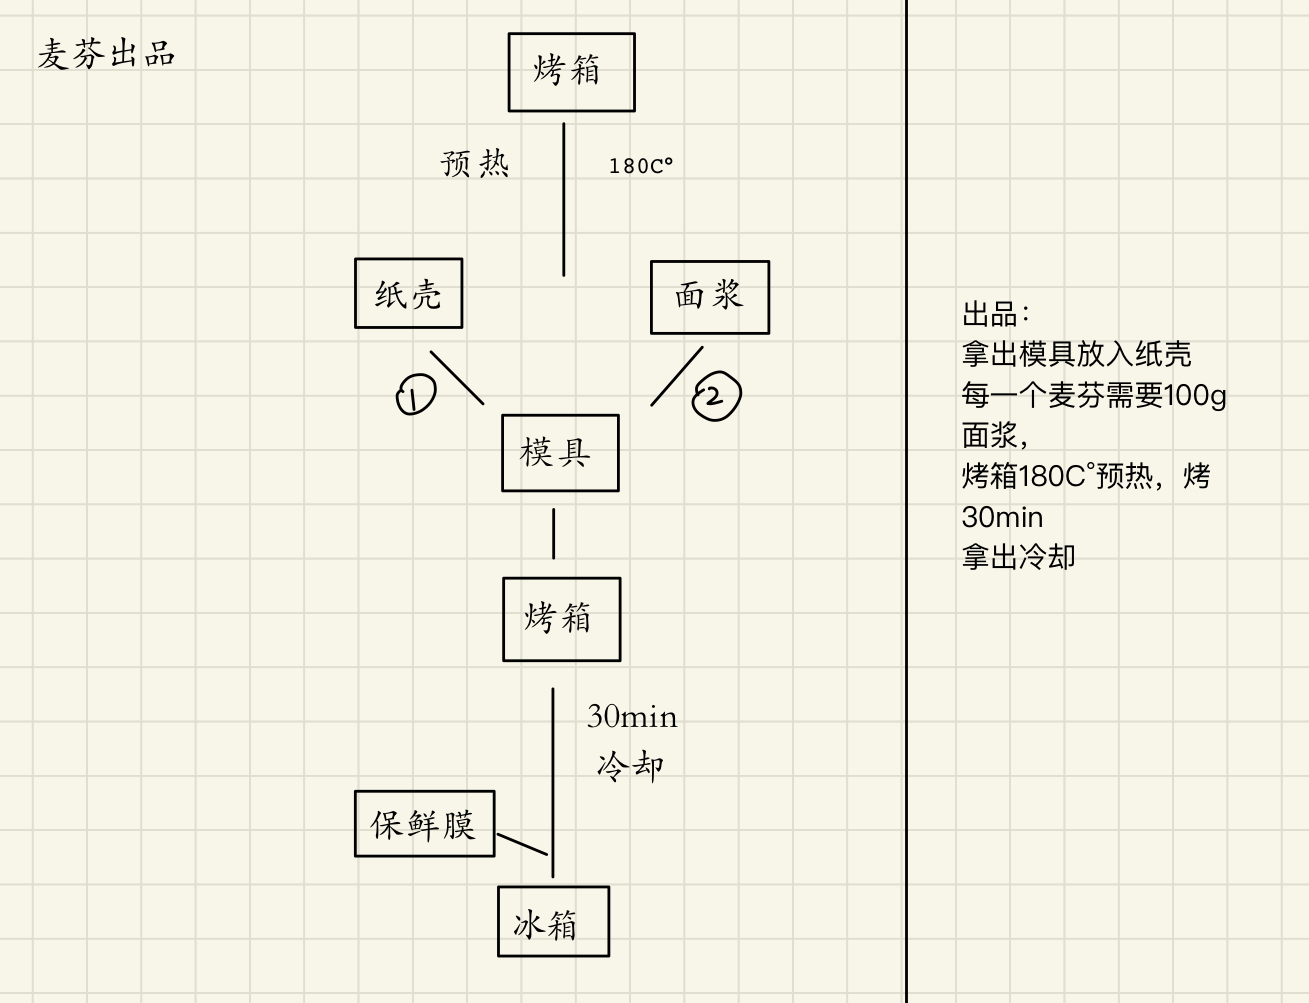 麦芬出品
烤箱
预热
180C°
纸壳
面浆
①
②
模具
烤箱
30min
冷却
保鲜膜
冰箱
出品：
拿出模具放入纸壳
每一个麦芬需要100g
面浆，
烤箱180C°预热，烤
30min
拿出冷却